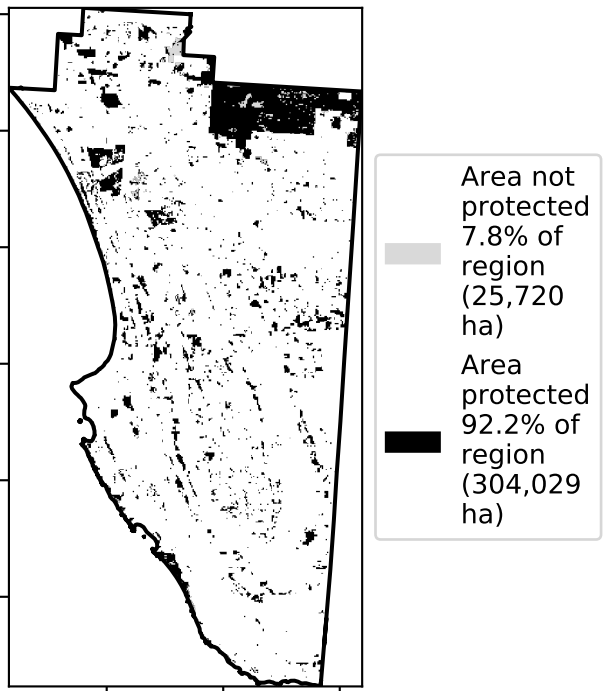 Area not
protected
7.8% of
region
(25,720
ha)
Area
protected
92.2% of
region
(304,029
ha)